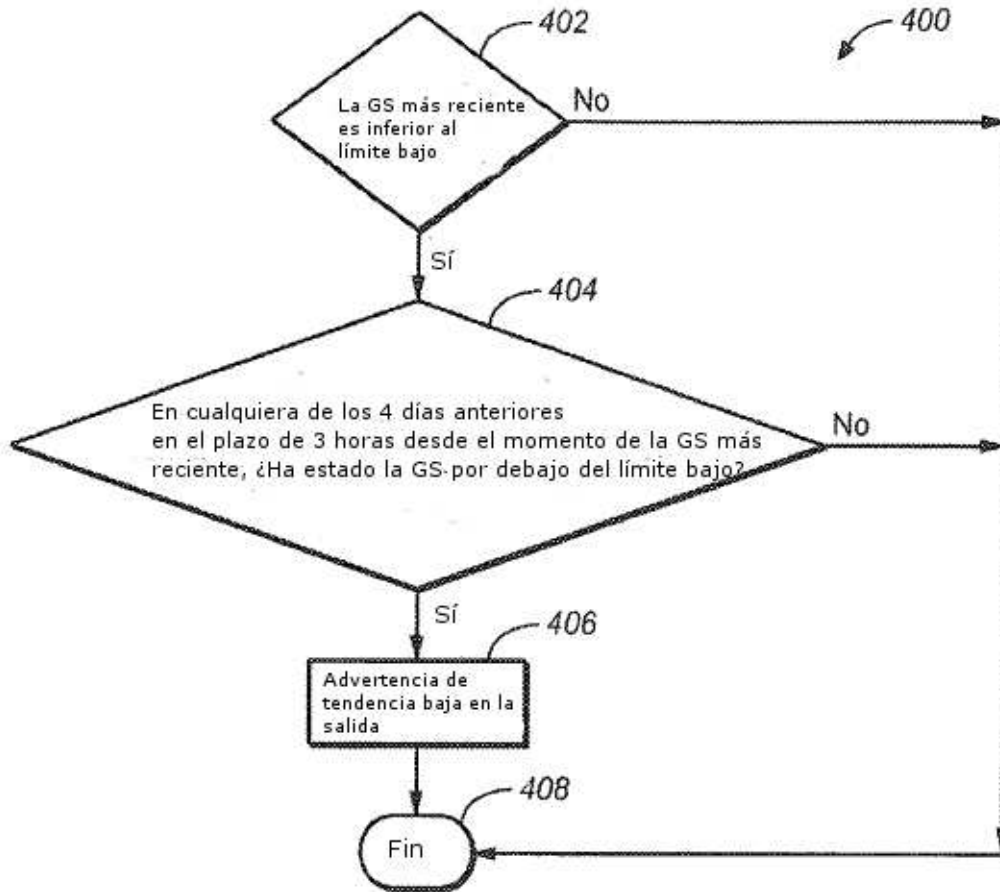 402
400
La GS más reciente
es inferior al
límite bajo
No
Sí
404
En cualquiera de los 4 días anteriores
en el plazo de 3 horas desde el momento de la GS más
reciente, ¿Ha estado la GS por debajo del límite bajo?
No
Sí
406
Advertencia de
tendencia baja en la
salida
408
Fin